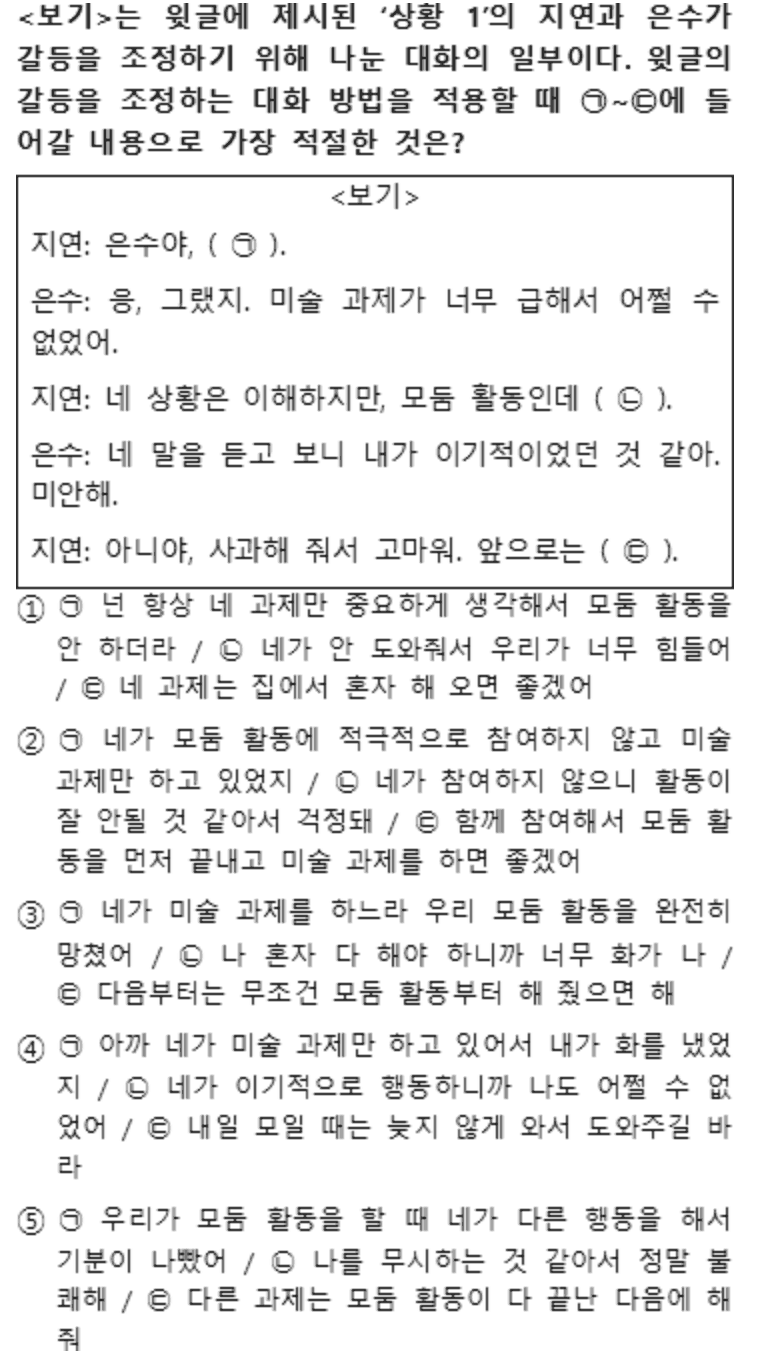 <보기>는 윗글에 제시된 ‘상황 1’의 지연과 은수가
갈등을 조정하기 위해 나눈 대화의 일부이다. 윗글의
갈등을 조정하는 대화 방법을 적용할 때 ㉠~㉢에 들
어갈 내용으로 가장 적절한 것은?
<보기>
지연: 은수야, ( ㉠ ).
은수: 응, 그랬지. 미술 과제가 너무 급해서 어쩔 수
없었어.
지연: 네 상황은 이해하지만, 모둠 활동인데 ( ㉡ ).
은수: 네 말을 듣고 보니 내가 이기적이었던 것 같아.
미안해.
지연: 아니야, 사과해 줘서 고마워. 앞으로는 ( ㉢ ).
① ㉠ 넌 항상 네 과제만 중요하게 생각해서 모둠 활동을
안 하더라 / ㉡ 네가 안 도와줘서 우리가 너무 힘들어
/ ㉢ 네 과제는 집에서 혼자 해 오면 좋겠어
② ㉠ 네가 모둠 활동에 적극적으로 참여하지 않고 미술
과제만 하고 있었지 / ㉡ 네가 참여하지 않으니 활동이
잘 안될 것 같아서 걱정돼 / ㉢ 함께 참여해서 모둠 활
동을 먼저 끝내고 미술 과제를 하면 좋겠어
③ ㉠ 네가 미술 과제를 하느라 우리 모둠 활동을 완전히
망쳤어 / ㉡ 나 혼자 다 해야 하니까 너무 화가 나 /
㉢ 다음부터는 무조건 모둠 활동부터 해 줬으면 해
④ ㉠ 아까 네가 미술 과제만 하고 있어서 내가 화를 냈었
지 / ㉡ 네가 이기적으로 행동하니까 나도 어쩔 수 없
었어 / ㉢ 내일 모일 때는 늦지 않게 와서 도와주길 바
라
⑤ ㉠ 우리가 모둠 활동을 할 때 네가 다른 행동을 해서
기분이 나빴어 / ㉡ 나를 무시하는 것 같아서 정말 불
쾌해 / ㉢ 다른 과제는 모둠 활동이 다 끝난 다음에 해
줘